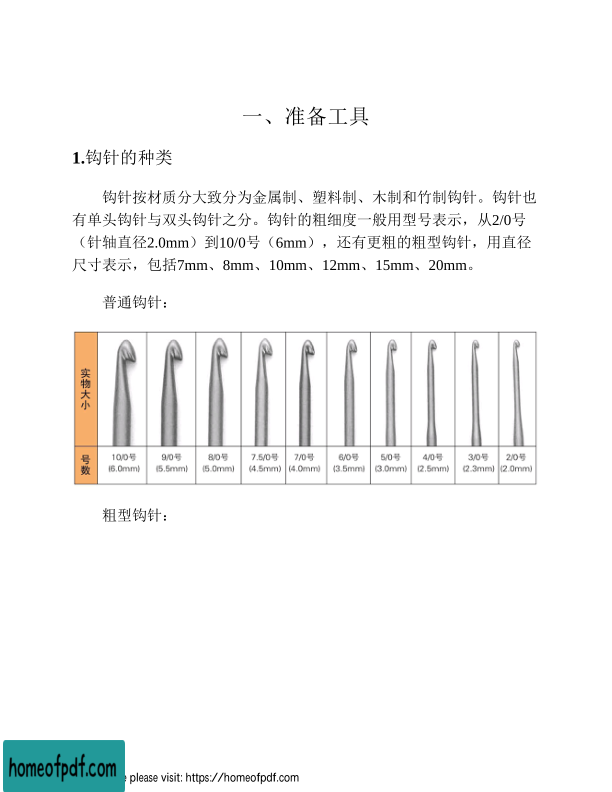 一、准备工具
1.钩针的种类
钩针按材质分大致分为金属制、塑料制、木制和竹制钩针。钩针也
有单头钩针与双头钩针之分。钩针的粗细度一般用型号表示，从2/0号
（针轴直径2.0mm）到10/0号（6mm），还有更粗的粗型钩针，用直径
尺寸表示，包括7mm、8mm、10mm、12mm、15mm、20mm。
普通钩针：
实物大小
号数
10/0号 9/0号 8/0号 7.5/0号 7/0号 6/0号 5/0号 4/0号 3/0号 2/0号
(6.0mm) (5.5mm) (5.0mm) (4.5mm) (4.0mm) (3.5mm) (3.0mm) (2.5mm) (2.3mm) (2.0mm)
粗型钩针：
homeofpdf.com
please visit: https://homeofpdf.com